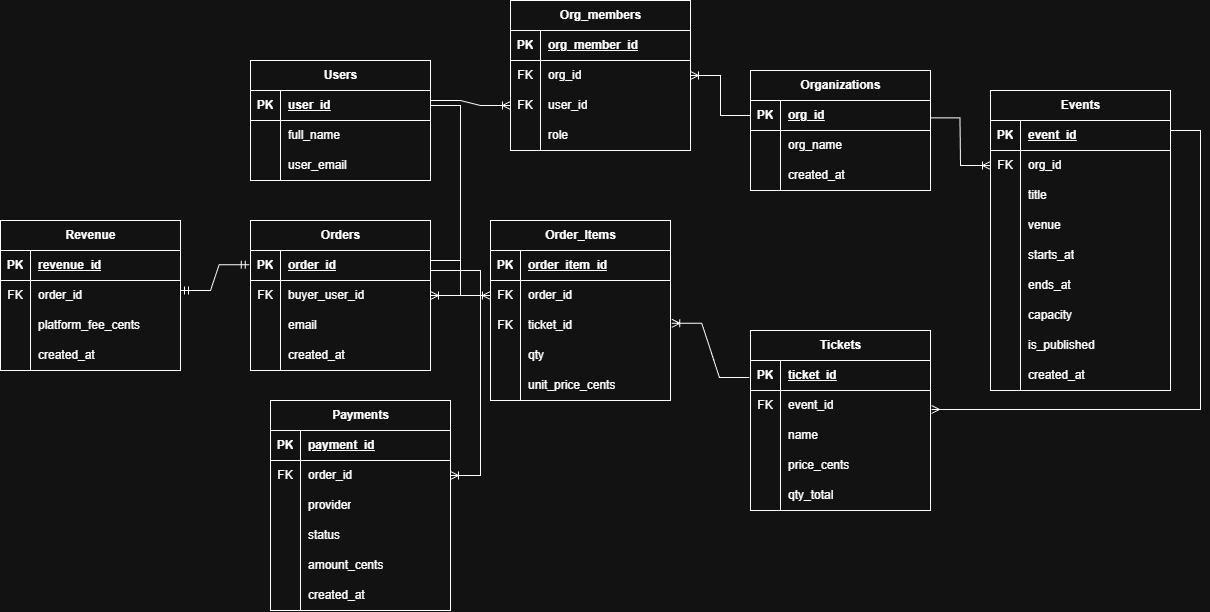 Org_members
PK org_member_id
FK org_id
FK user_id
role
Users
PK user_id
full_name
user_email
Organizations
PK org_id
org_name
created_at
Events
PK event_id
FK org_id
title
venue
starts_at
ends_at
capacity
is_published
created_at
Revenue
PK revenue_id
FK order_id
platform_fee_cents
created_at
Orders
PK order_id
FK buyer_user_id
email
created_at
Order_Items
PK order_item_id
FK order_id
FK ticket_id
qty
unit_price_cents
Tickets
PK ticket_id
FK event_id
name
price_cents
qty_total
Payments
PK payment_id
FK order_id
provider
status
amount_cents
created_at